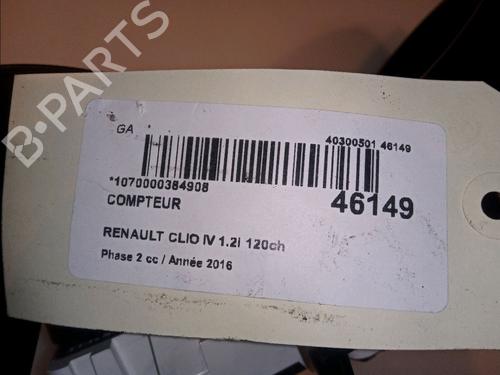 B-PARTS
GA
40300501 46149
*1070000384908
46149
COMPTEUR
RENAULT CLIO IV 1.2i 120ch
Phase 2 cc / Année 2016